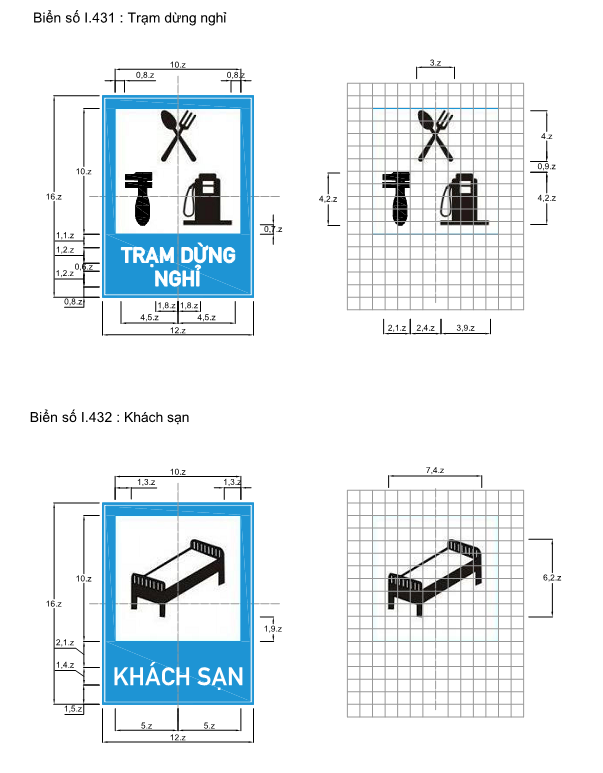 Biển số I.431 : Trạm dừng nghỉ
10.z
3.z
0,8.z
0,8.z
4.z
10.z
0,9.z
16.z
4,2.z
4,2.z
0,7.z
1,1.z
1,2.z
TRẠM DỪNG
0,6.z
1,2.z
NGHỈ
0,8.z
1,8.z
1,8.z
4,5.z
4,5.z
12.z
2,1.z
2,4.z
3,9.z
Biển số I.432 : Khách sạn
10.z
7,4.z
1,3.z
1,3.z
10.z
6,2.z
16.z
1,9.z
2,1.z
1,4.z
KHÁCH SẠN
1,5.z
5.z
5.z
12.z